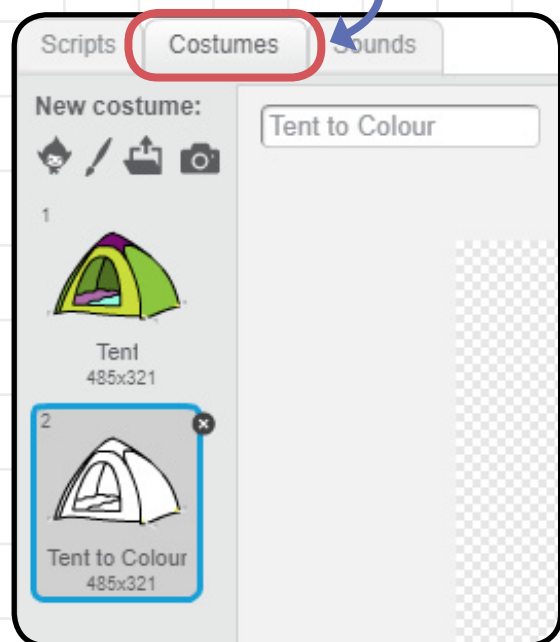 Scripts Costumes Sounds
New costume:
Tent to Colour
1
Tent
485x321
2
Tent to Colour
485x321